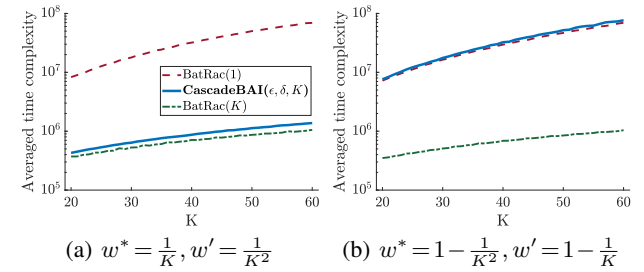 10^8
10^7
10^6
10^5
Averaged time complexity
BatRac(1)
CascadeBAI(ϵ, δ, K)
BatRac(K)
20 30 40 50 60
K
(a) w* = 1/K, w′ = 1/K^2
10^8
10^7
10^6
10^5
Averaged time complexity
20 30 40 50 60
K
(b) w* = 1 − 1/K^2, w′ = 1 − 1/K